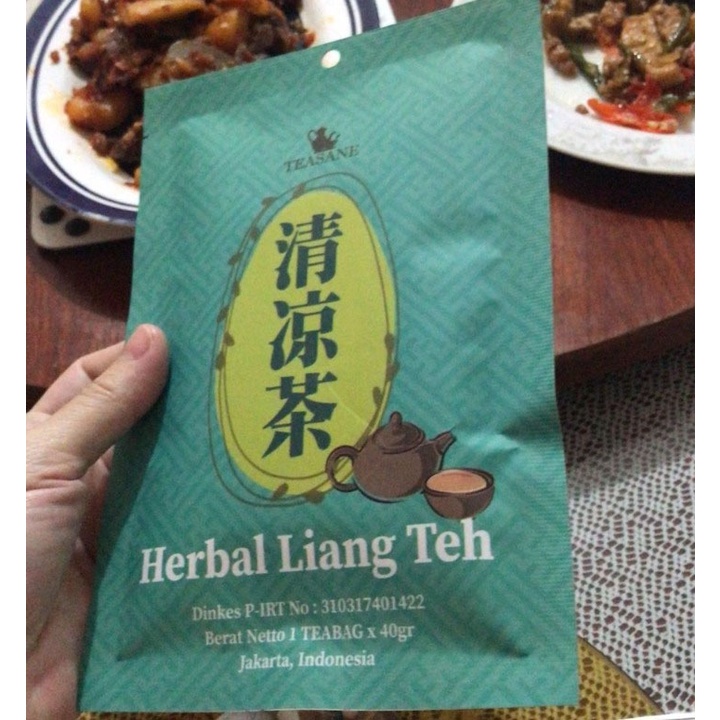 TEASANE
清凉茶
Herbal Liang Teh
Dinkes P-IRT No : 310317401422
Berat Netto 1 TEABAG x 40gr
Jakarta, Indonesia